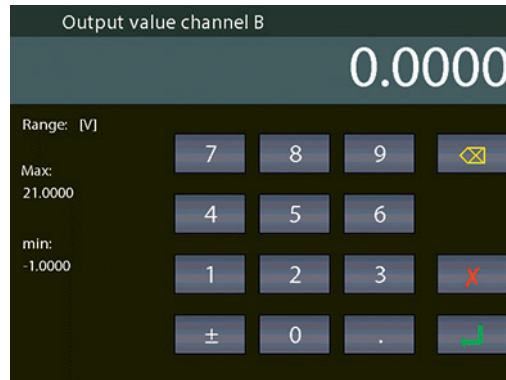 Output value channel B
0.0000
Range: [V]
Max:
21.0000
min:
-1.0000
7 8 9
4 5 6
1 2 3
± 0 .